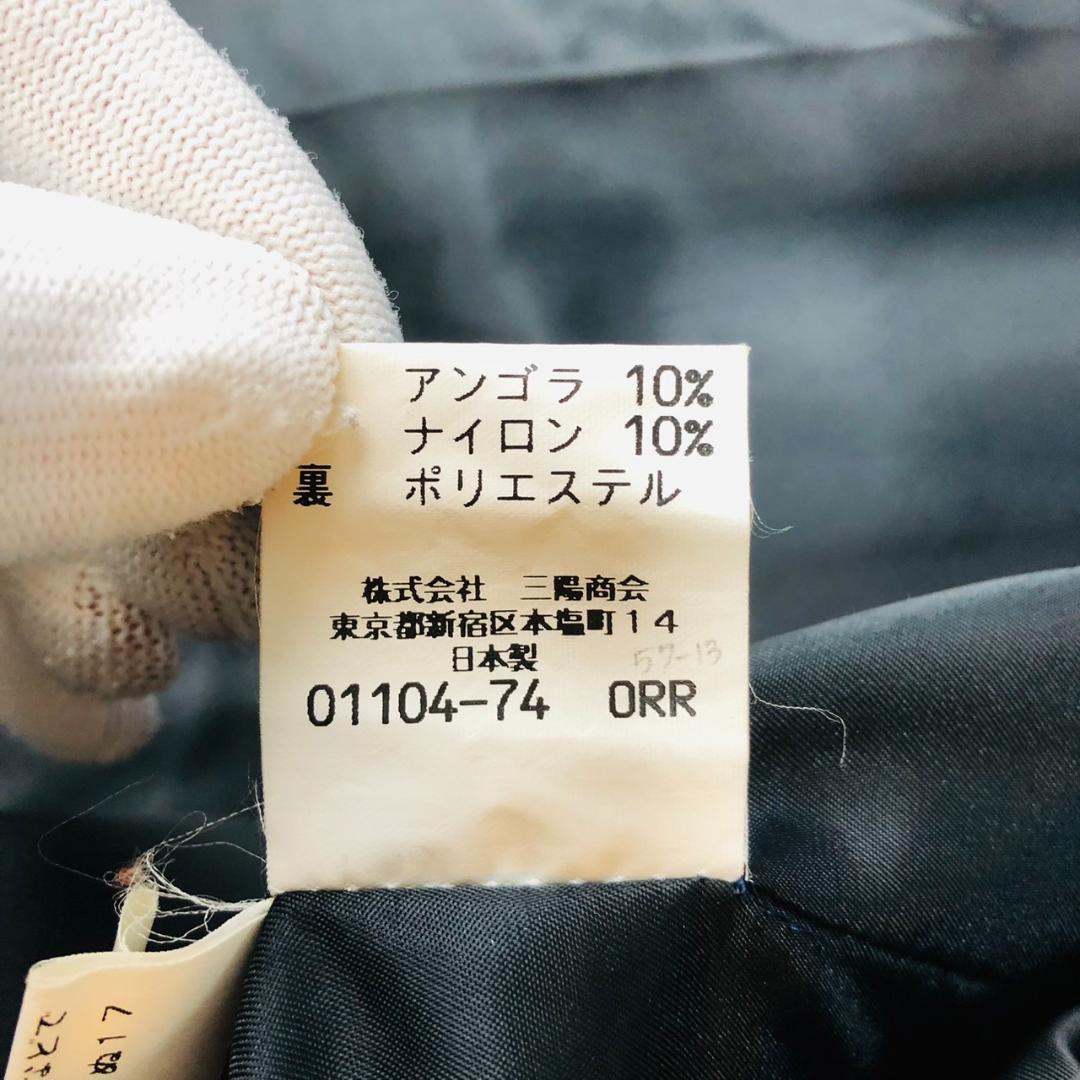 アンゴラ 10%
ナイロン 10%
裏 ポリエステル
株式会社 三陽商会
東京都新宿区本塩町14
日本製 57-13
01104-74 ORR